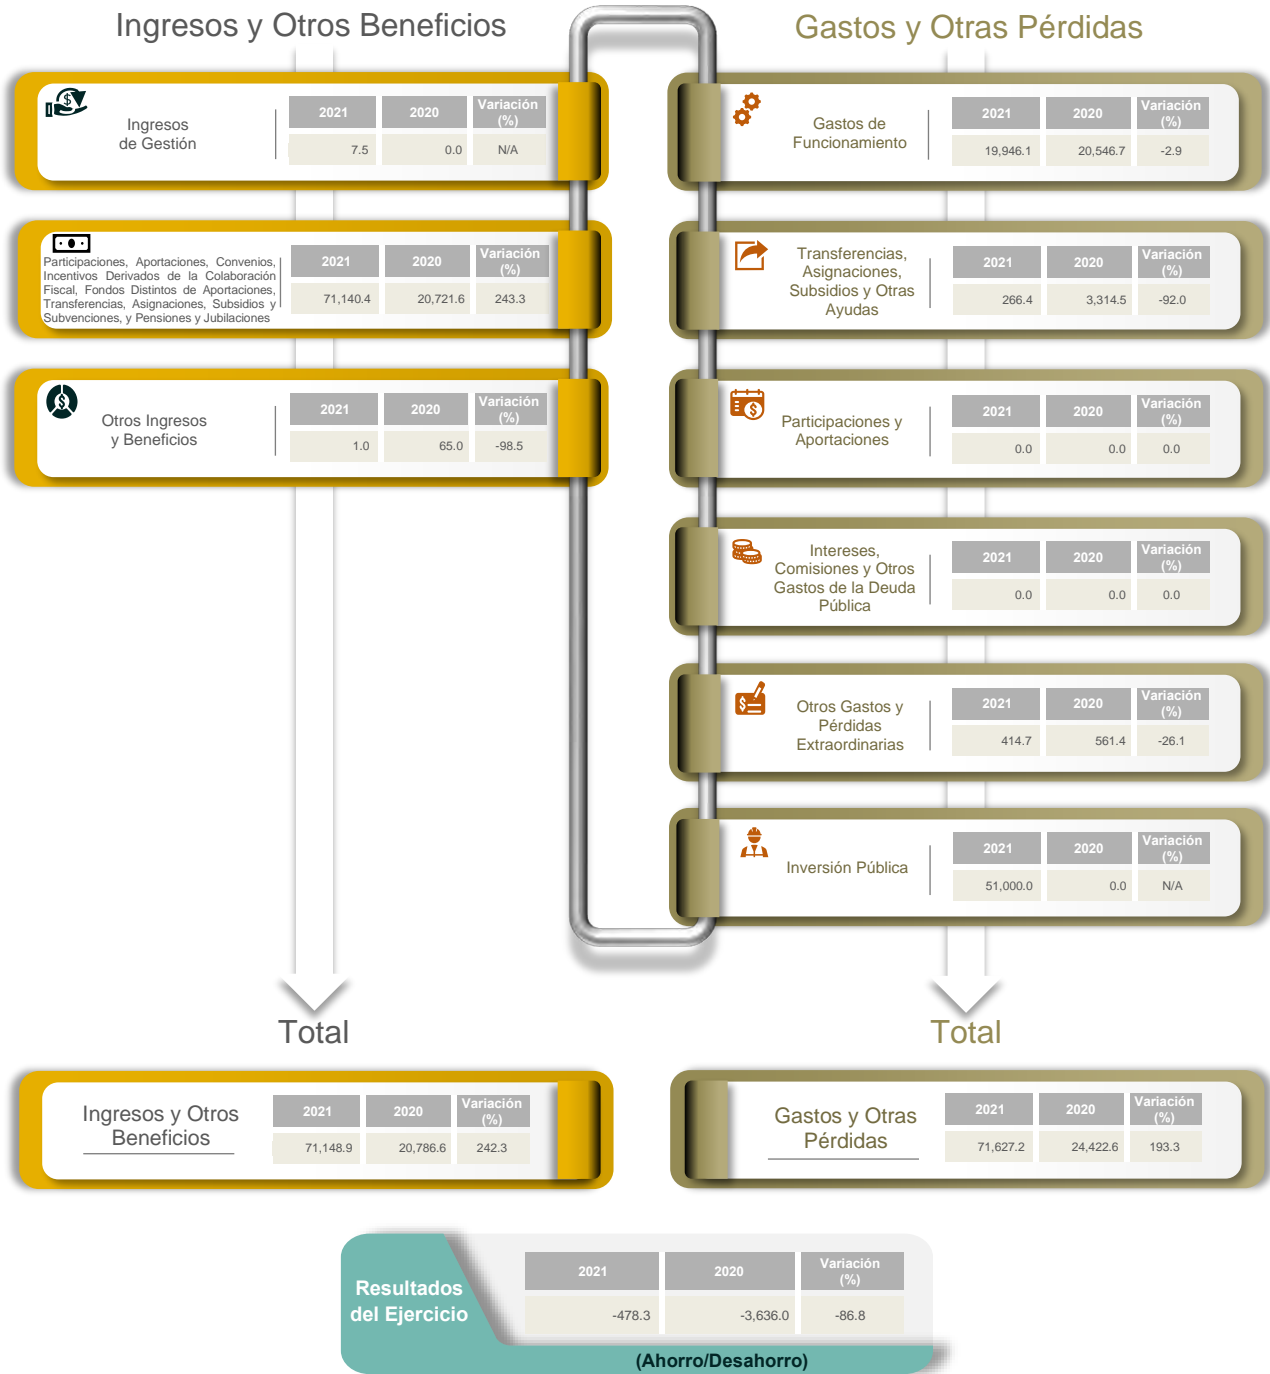 Ingresos y Otros Beneficios
Ingresos
de Gestión
2021 2020 Variación
(%)
7.5 0.0 N/A
Participaciones, Aportaciones, Convenios,
Incentivos Derivados de la Colaboración
Fiscal, Fondos Distintos de Aportaciones,
Transferencias, Asignaciones, Subsidios y
Subvenciones, y Pensiones y Jubilaciones
2021 2020 Variación
(%)
71,140.4 20,721.6 243.3
Otros Ingresos
y Beneficios
2021 2020 Variación
(%)
1.0 65.0 -98.5
Total
Ingresos y Otros
Beneficios
2021 2020 Variación
(%)
71,148.9 20,786.6 242.3
Gastos y Otras Pérdidas
Gastos de
Funcionamiento
2021 2020 Variación
(%)
19,946.1 20,546.7 -2.9
Transferencias,
Asignaciones,
Subsidios y Otras
Ayudas
2021 2020 Variación
(%)
266.4 3,314.5 -92.0
Participaciones y
Aportaciones
2021 2020 Variación
(%)
0.0 0.0 0.0
Intereses,
Comisiones y Otros
Gastos de la Deuda
Pública
2021 2020 Variación
(%)
0.0 0.0 0.0
Otros Gastos y
Pérdidas
Extraordinarias
2021 2020 Variación
(%)
414.7 561.4 -26.1
Inversión Pública
2021 2020 Variación
(%)
51,000.0 0.0 N/A
Total
Gastos y Otras
Pérdidas
2021 2020 Variación
(%)
71,627.2 24,422.6 193.3
Resultados
del Ejercicio
2021 2020 Variación
(%)
-478.3 -3,636.0 -86.8
(Ahorro/Desahorro)